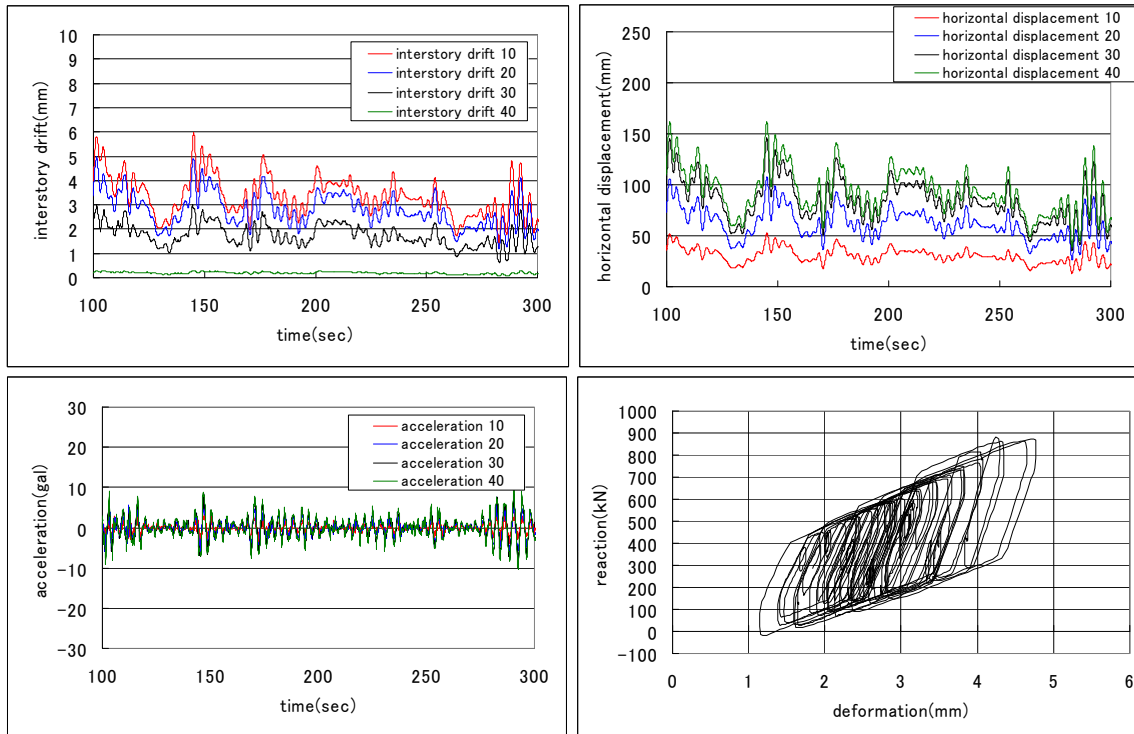 interstory drift(mm)
10
9
8
7
6
5
4
3
2
1
0
interstory drift 10
interstory drift 20
interstory drift 30
interstory drift 40
100
150
200
250
300
time(sec)
horizontal displacement(mm)
250
200
150
100
50
0
horizontal displacement 10
horizontal displacement 20
horizontal displacement 30
horizontal displacement 40
100
150
200
250
300
time(sec)
acceleration(gal)
30
20
10
0
-10
-20
-30
acceleration 10
acceleration 20
acceleration 30
acceleration 40
100
150
200
250
300
time(sec)
reaction(kN)
1000
900
800
700
600
500
400
300
200
100
0
-100
0
1
2
3
4
5
6
deformation(mm)